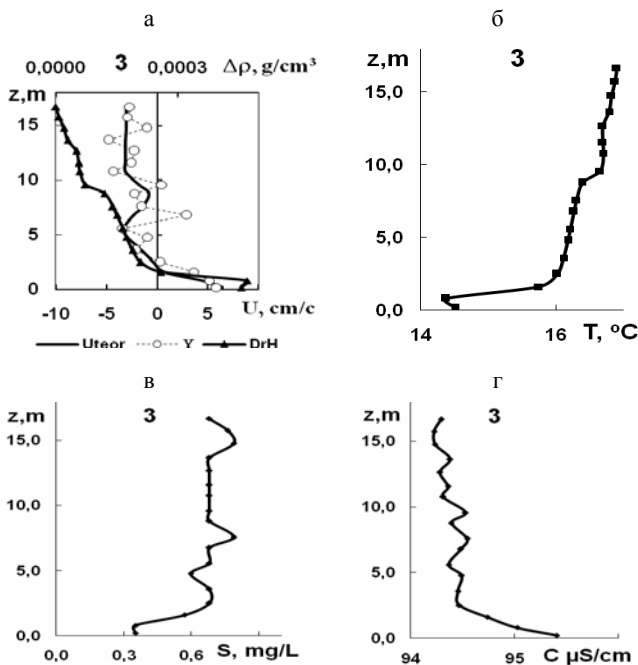 а
б
0,0000 3 0,0003 Δρ, g/cm³
z,m
15
10
5
0
-10 -5 0 5
U, cm/c
Uteor Y DrH
z,m 3
15,0
10,0
5,0
0,0
14 16 T, °C
в
г
z,m 3
15,0
10,0
5,0
0,0
0,0 0,3 0,6 S, mg/L
z,m 3
15,0
10,0
5,0
0,0
94 95
C µS/cm